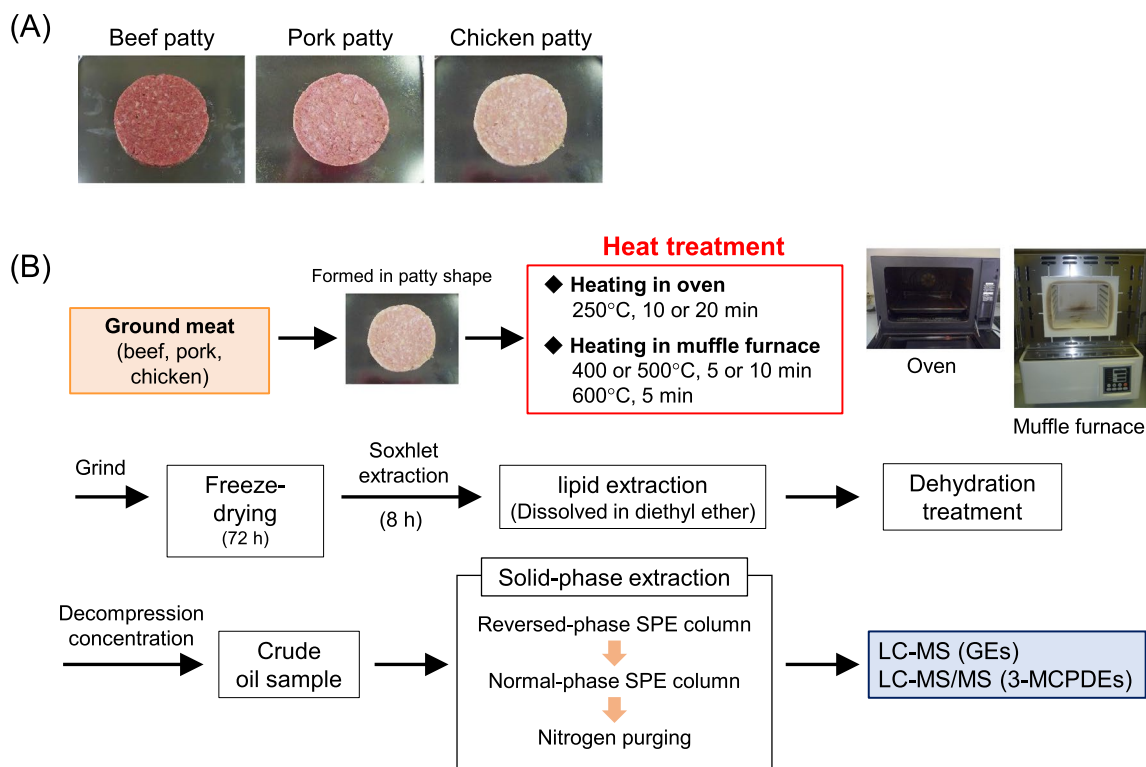 (A)
Beef patty
Pork patty
Chicken patty
(B)
Ground meat
(beef, pork,
chicken)
Formed in patty shape
Heat treatment
◆ Heating in oven
250°C, 10 or 20 min
◆ Heating in muffle furnace
400 or 500°C, 5 or 10 min
600°C, 5 min
Oven
Muffle furnace
Grind
Freeze-
drying
(72 h)
Soxhlet
extraction
(8 h)
lipid extraction
(Dissolved in diethyl ether)
Dehydration
treatment
Decompression
concentration
Crude
oil sample
Solid-phase extraction
Reversed-phase SPE column
Normal-phase SPE column
Nitrogen purging
LC-MS (GEs)
LC-MS/MS (3-MCPDEs)